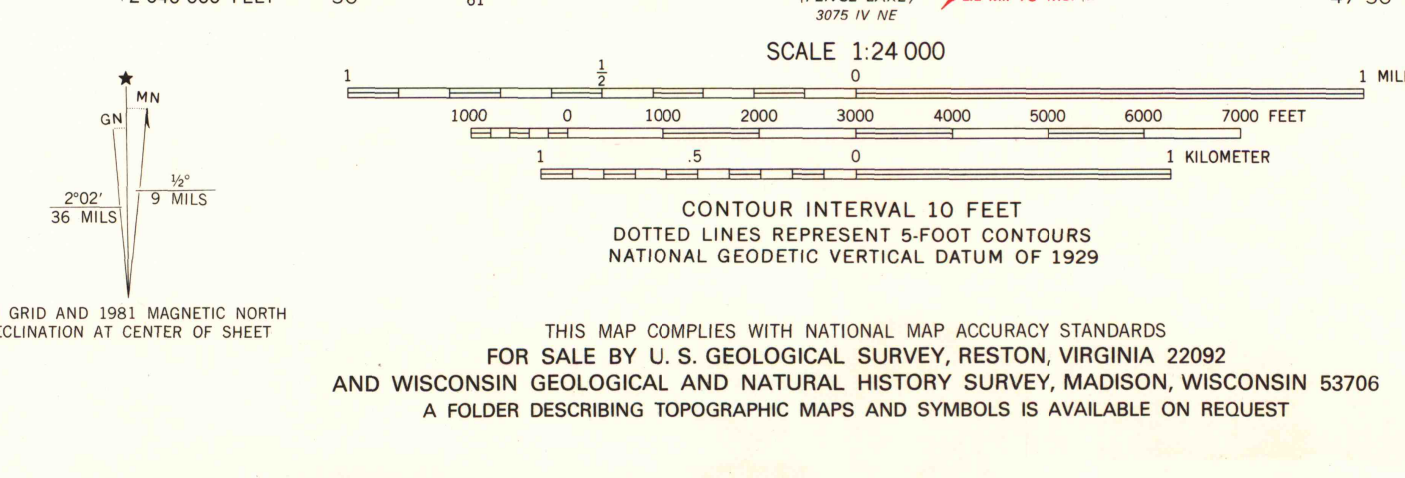 3075 IV NE
SCALE 1:24 000
1 ½ 0 1
1000 0 1000 2000 3000 4000 5000 6000 7000 FEET
1 .5 0 1 KILOMETER
CONTOUR INTERVAL 10 FEET
DOTTED LINES REPRESENT 5-FOOT CONTOURS
NATIONAL GEODETIC VERTICAL DATUM OF 1929
★
MN
GN
½°
9 MILS
2°02'
36 MILS
GRID AND 1981 MAGNETIC NORTH
AT CENTER OF SHEET
THIS MAP COMPLIES WITH NATIONAL MAP ACCURACY STANDARDS
FOR SALE BY U. S. GEOLOGICAL SURVEY, RESTON, VIRGINIA 22092
AND WISCONSIN GEOLOGICAL AND NATURAL HISTORY SURVEY, MADISON, WISCONSIN 53706
A FOLDER DESCRIBING TOPOGRAPHIC MAPS AND SYMBOLS IS AVAILABLE ON REQUEST